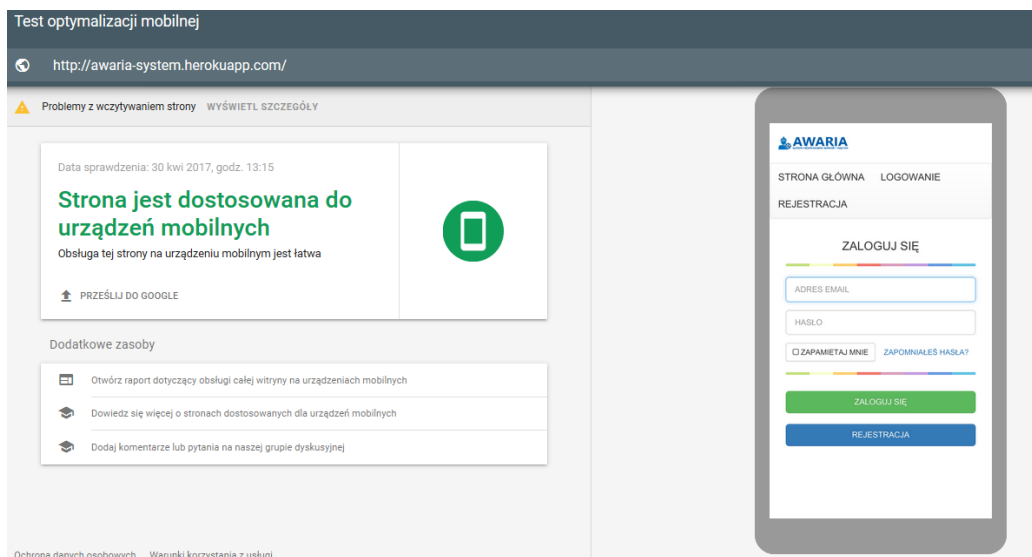 Test optymalizacji mobilnej
http://awaria-system.herokuapp.com/
Problemy z wczytywaniem strony WYŚWIETL SZCZEGÓŁY
Data sprawdzenia: 30 kwi 2017, godz. 13:15
Strona jest dostosowana do
urządzeń mobilnych
Obsługa tej strony na urządzeniu mobilnym jest łatwa
PRZEŚLIJ DO GOOGLE
Dodatkowe zasoby
Otwórz raport dotyczący obsługi całej witryny na urządzeniach mobilnych
Dowiedz się więcej o stronach dostosowanych dla urządzeń mobilnych
Dodaj komentarze lub pytania na naszej grupie dyskusyjnej
Ochrona danych osobowych Warunki korzystania z usługi
AWARIA
STRONA GŁÓWNA LOGOWANIE
REJESTRACJA
ZALOGUJ SIĘ
ADRES EMAIL
HASŁO
ZAPAMIETAJ MNIE ZAPOMNIAŁEŚ HASŁA?
ZALOGUJ SIĘ
REJESTRACJA